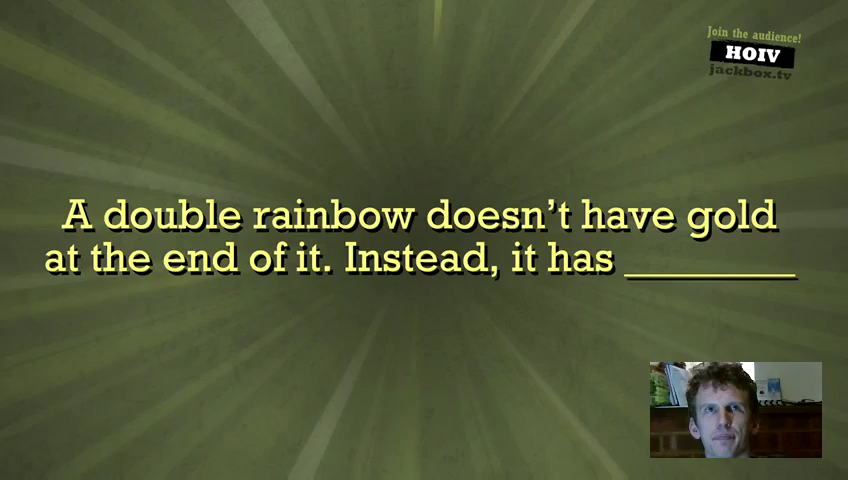 Join the audience!
HOIV
jackbox.tv
A double rainbow doesn't have gold
at the end of it. Instead, it has ________